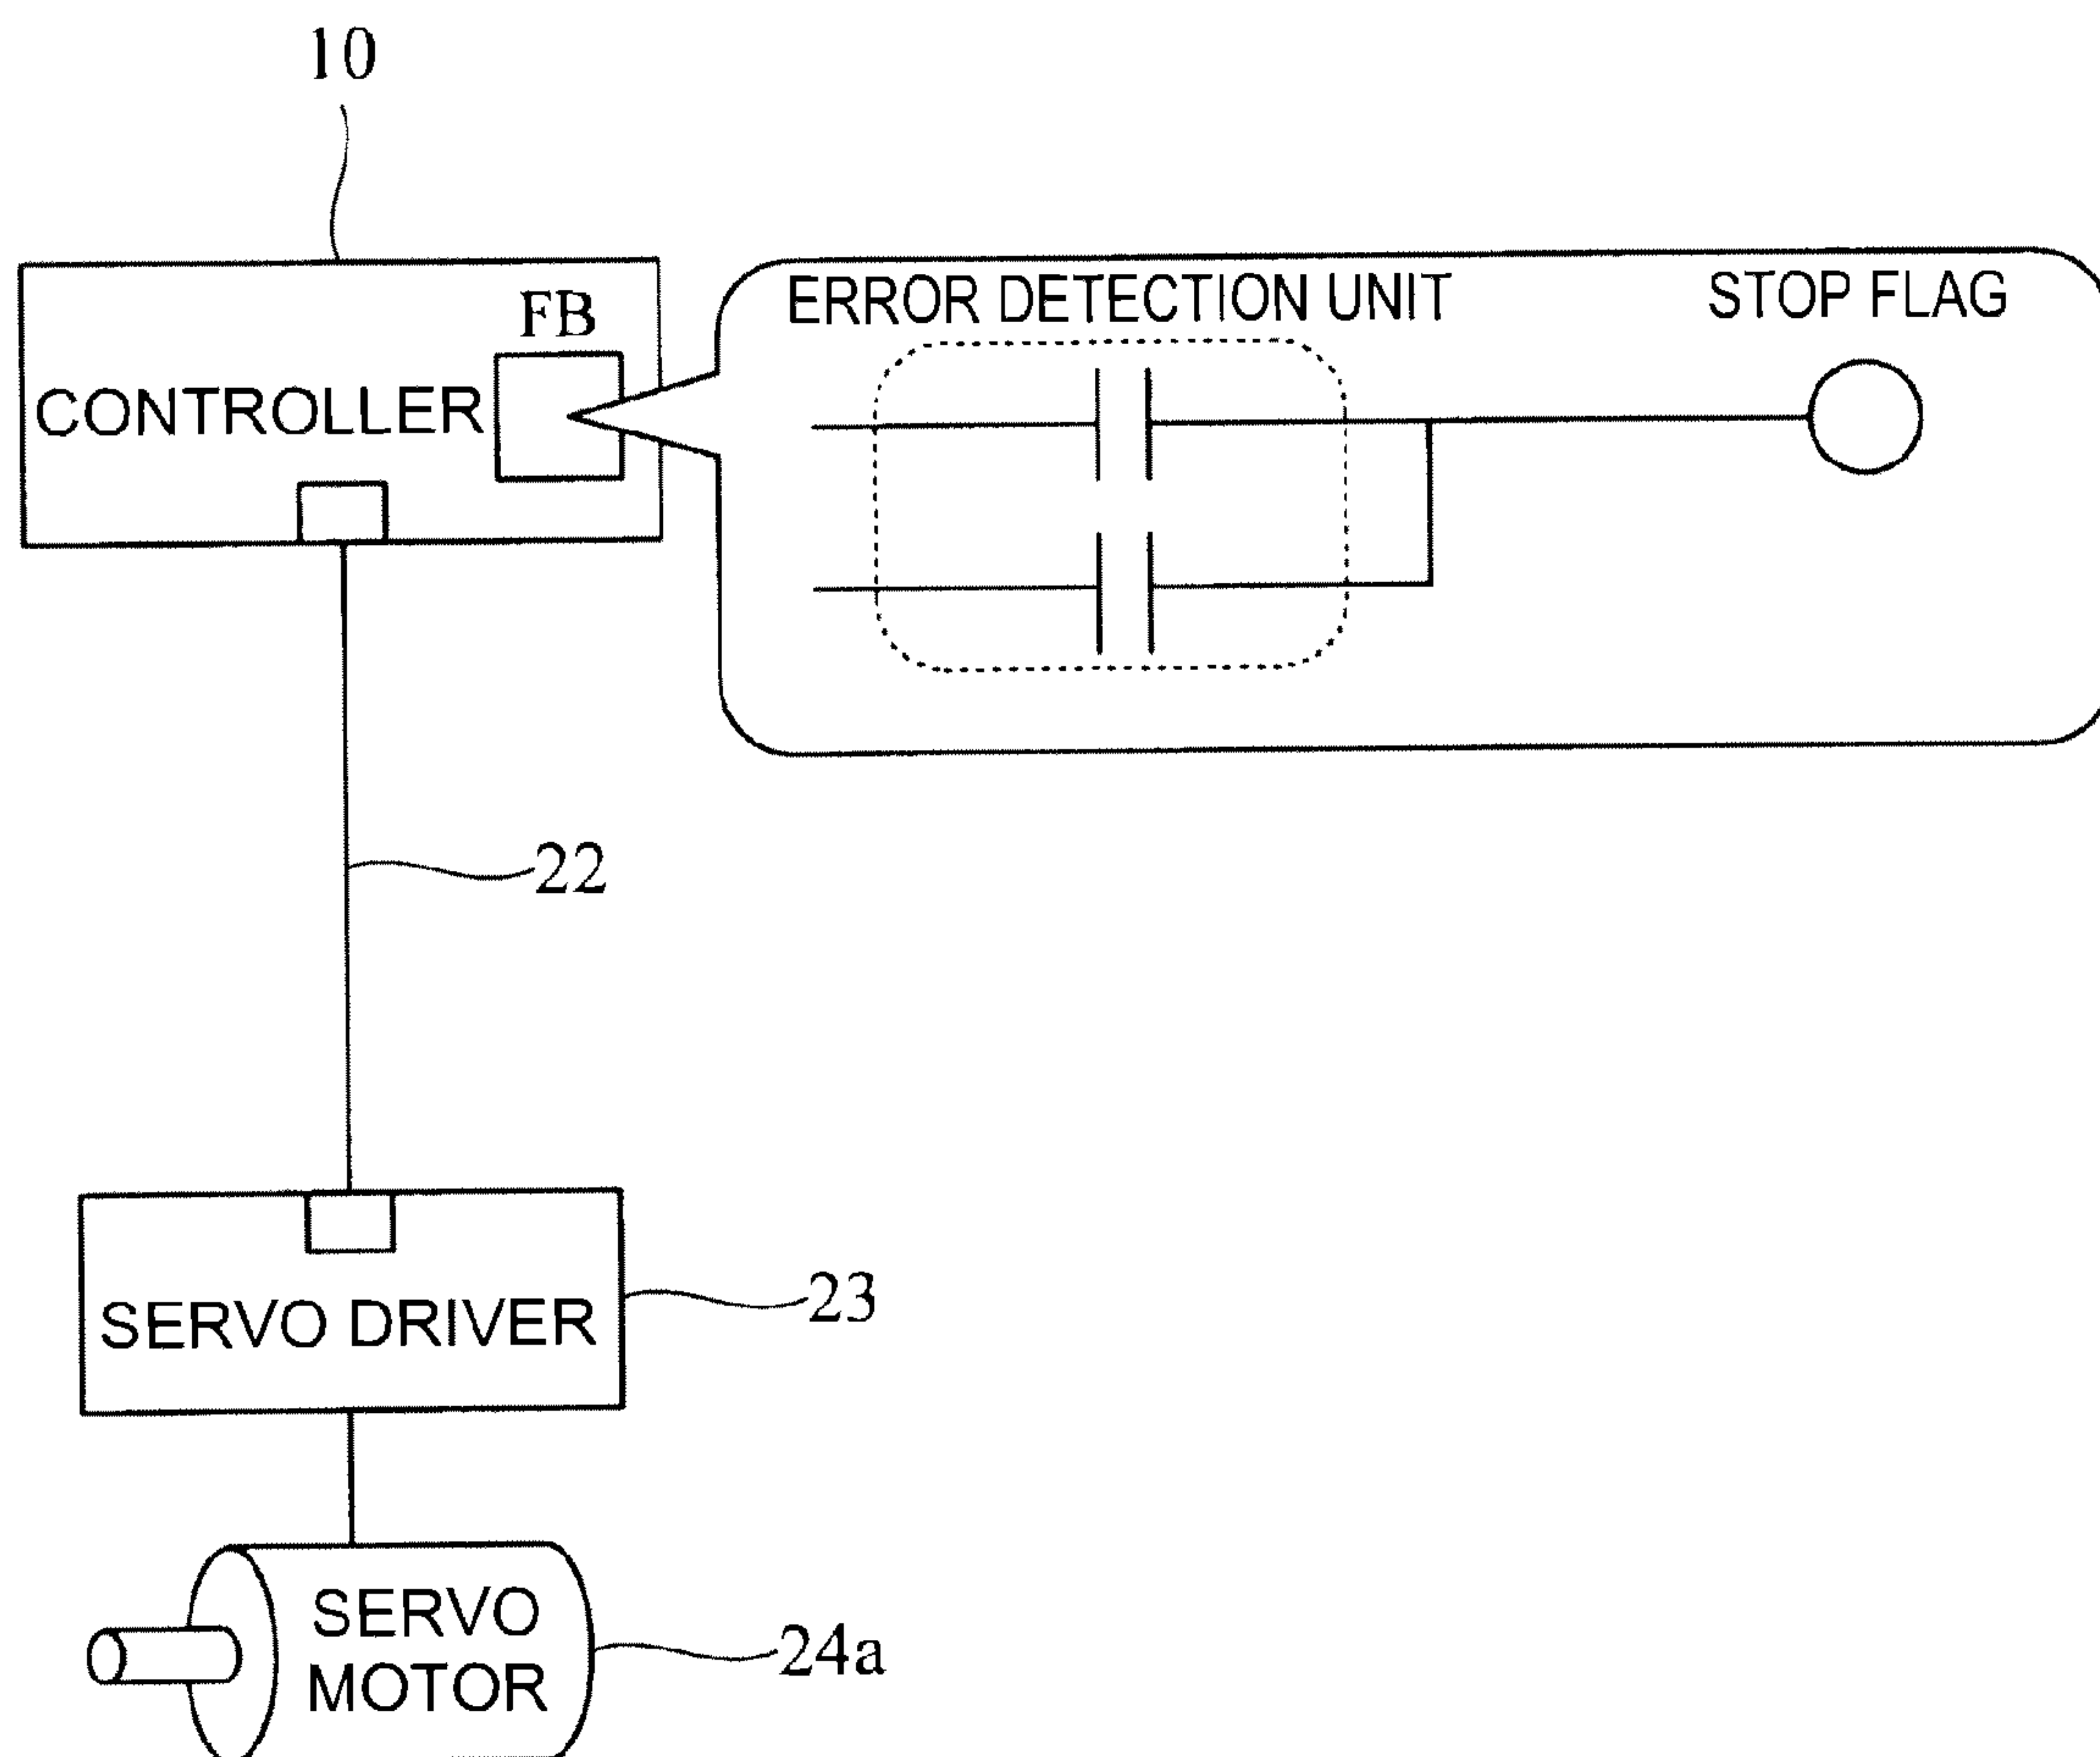 10
ERROR DETECTION UNIT
STOP FLAG
FB
CONTROLLER
22
SERVO DRIVER
23
SERVO
MOTOR
24a